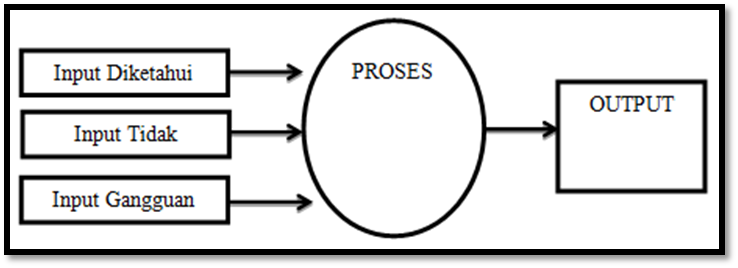 Input Diketahui
PROSES
Input Tidak
Input Gangguan
OUTPUT